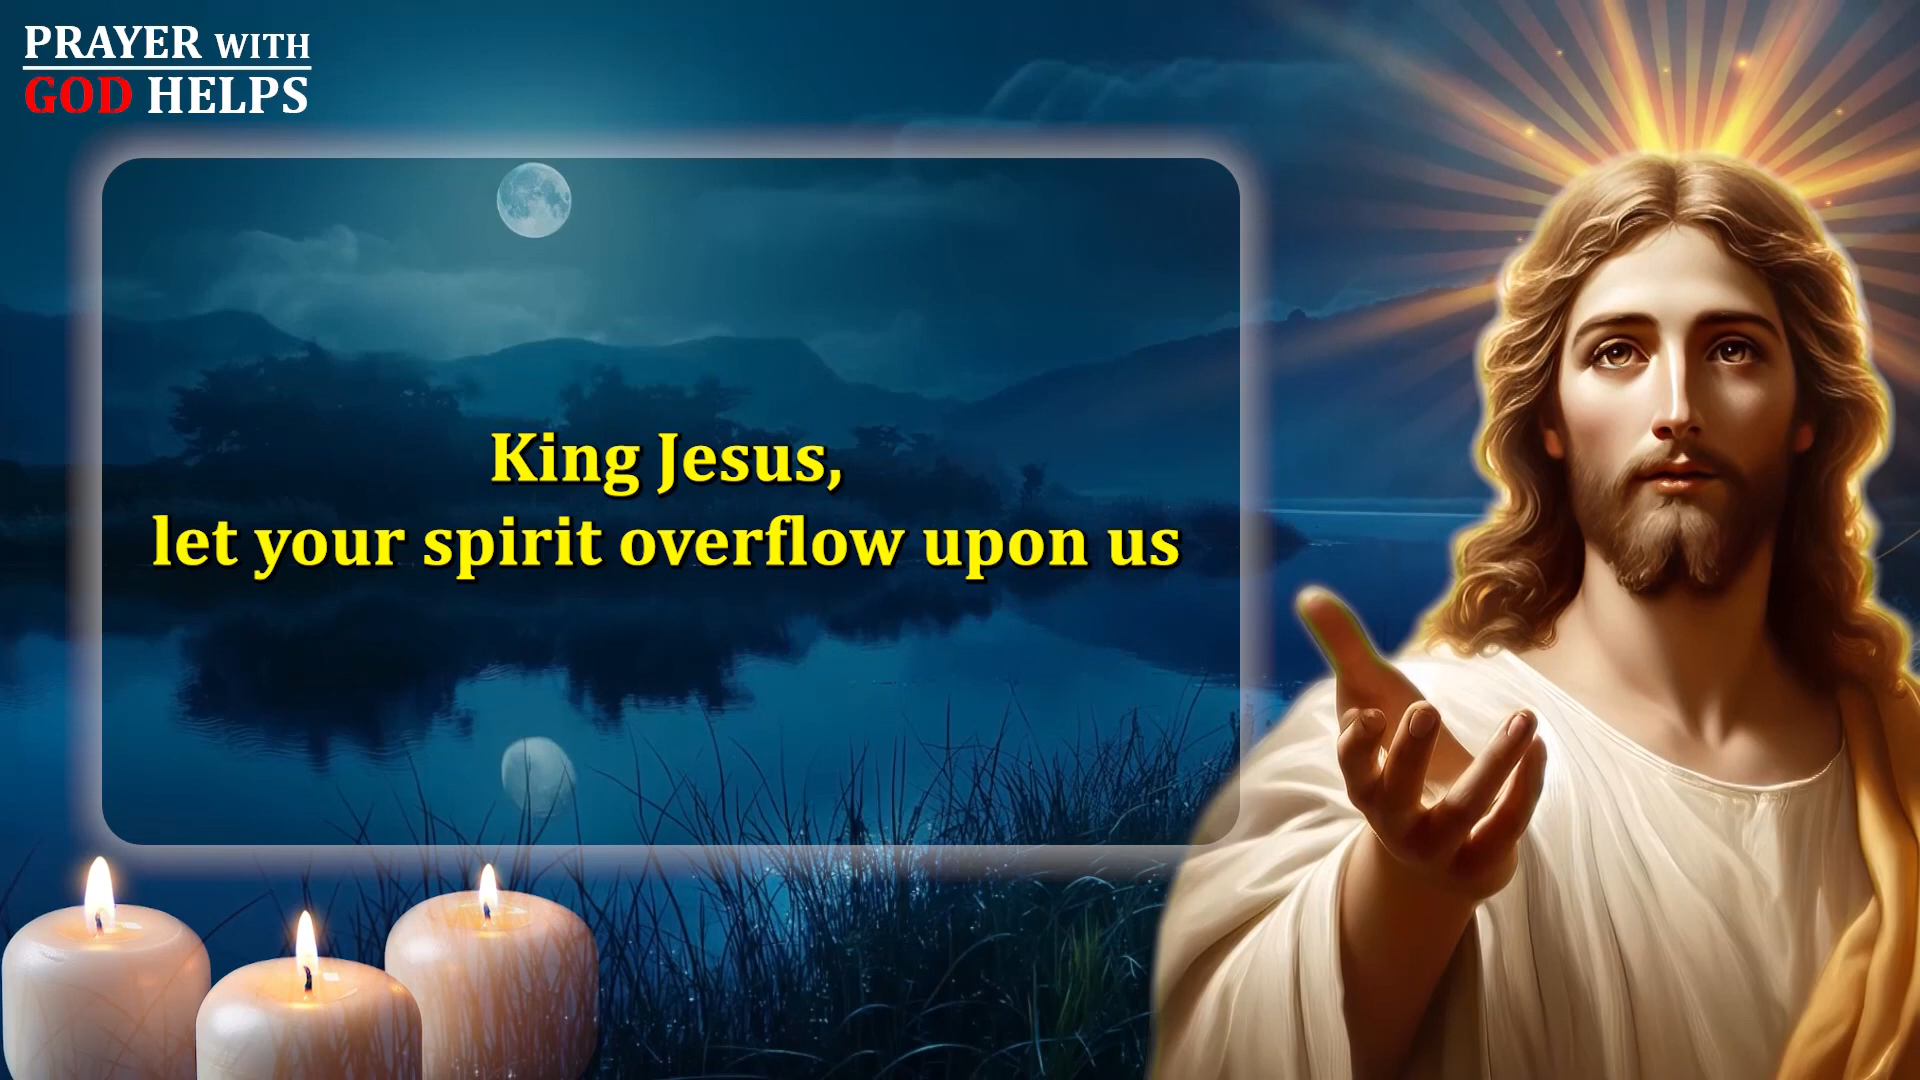 PRAYER WITH
GOD HELPS
King Jesus,
let your spirit overflow upon us